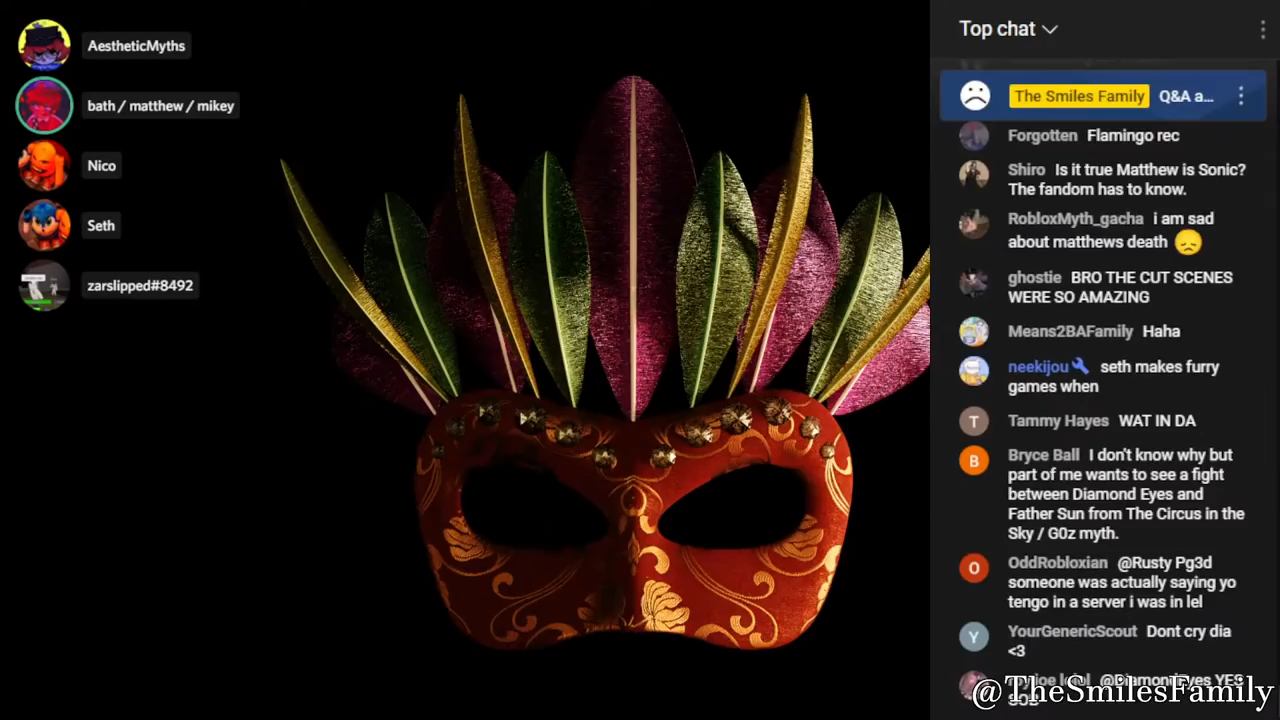 AestheticMyths
bath / matthew / mikey
Nico
Seth
zarslipped#8492
Top chat
The Smiles Family Q&A a...
Forgotten Flamingo rec
Shiro Is it true Matthew is Sonic?
The fandom has to know.
RobloxMyth_gacha i am sad
about matthews death
ghostie BRO THE CUT SCENES
WERE SO AMAZING
Means2BAFamily Haha
neekijou seth makes furry
games when
T
Tammy Hayes WAT IN DA
B
Bryce Ball I don't know why but
part of me wants to see a fight
between Diamond Eyes and
Father Sun from The Circus in the
Sky / G0z myth.
O
OddRobloxian @Rusty Pg3d
someone was actually saying yo
tengo in a server i was in lel
Y
YourGenericScout Dont cry dia
<3
YES
@TheSmilesFamily